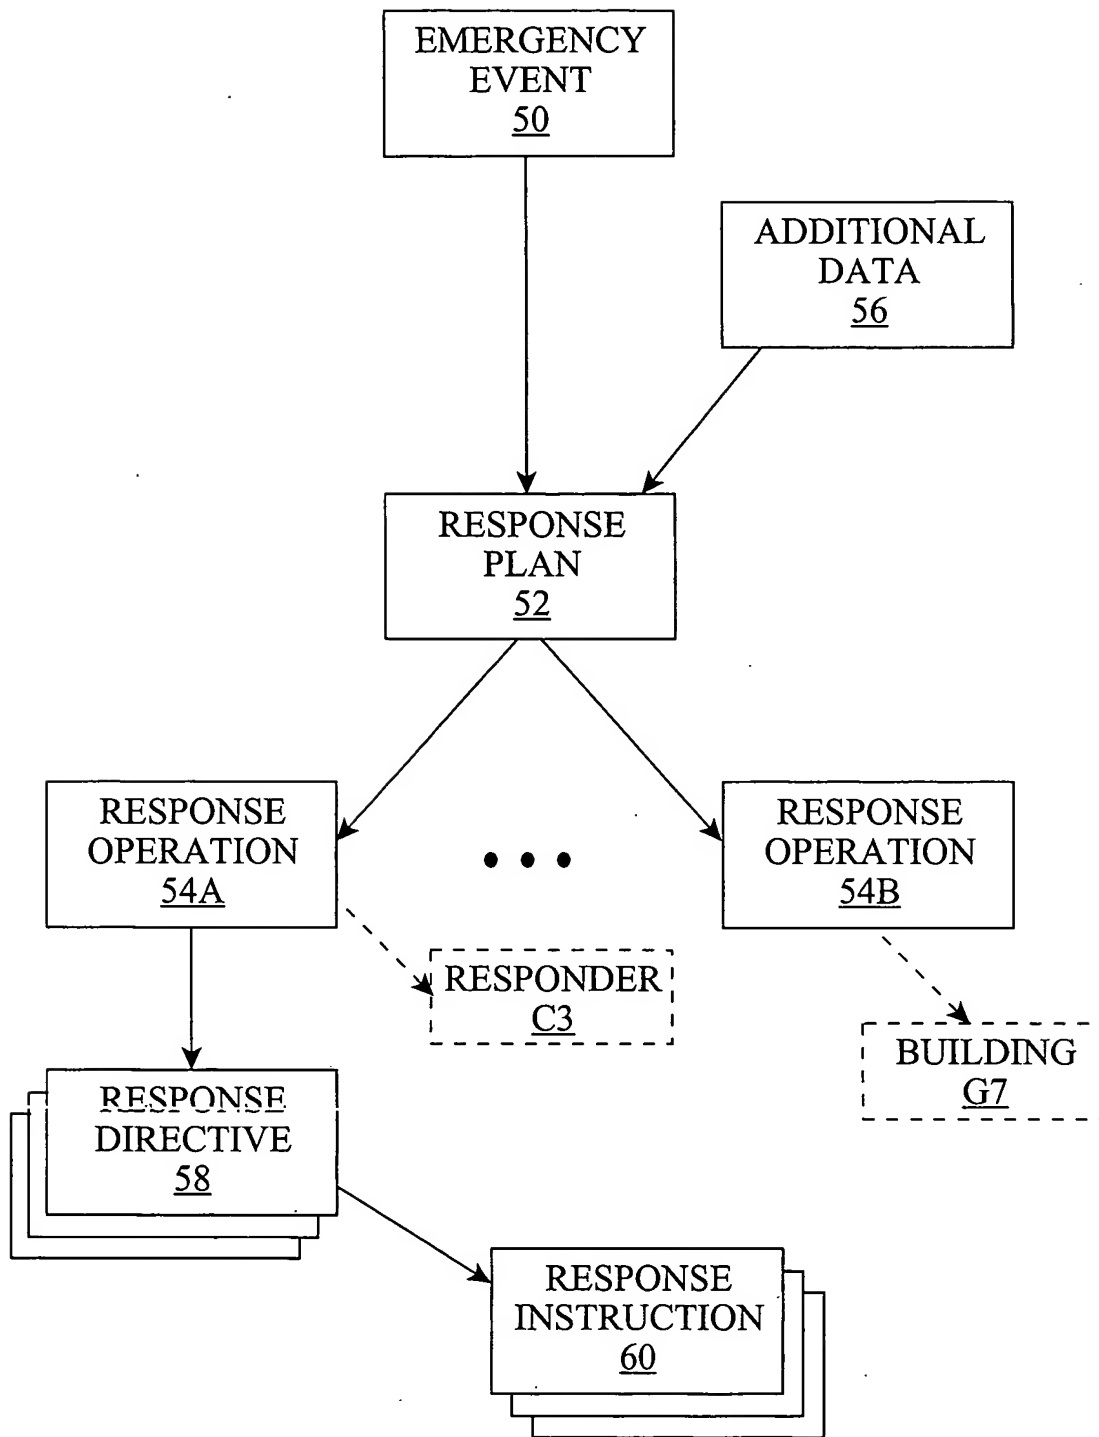 EMERGENCY
EVENT
50
ADDITIONAL
DATA
56
RESPONSE
PLAN
52
RESPONSE
OPERATION
54A
RESPONSE
OPERATION
54B
RESPONDER
C3
BUILDING
G7
RESPONSE
DIRECTIVE
58
RESPONSE
INSTRUCTION
60